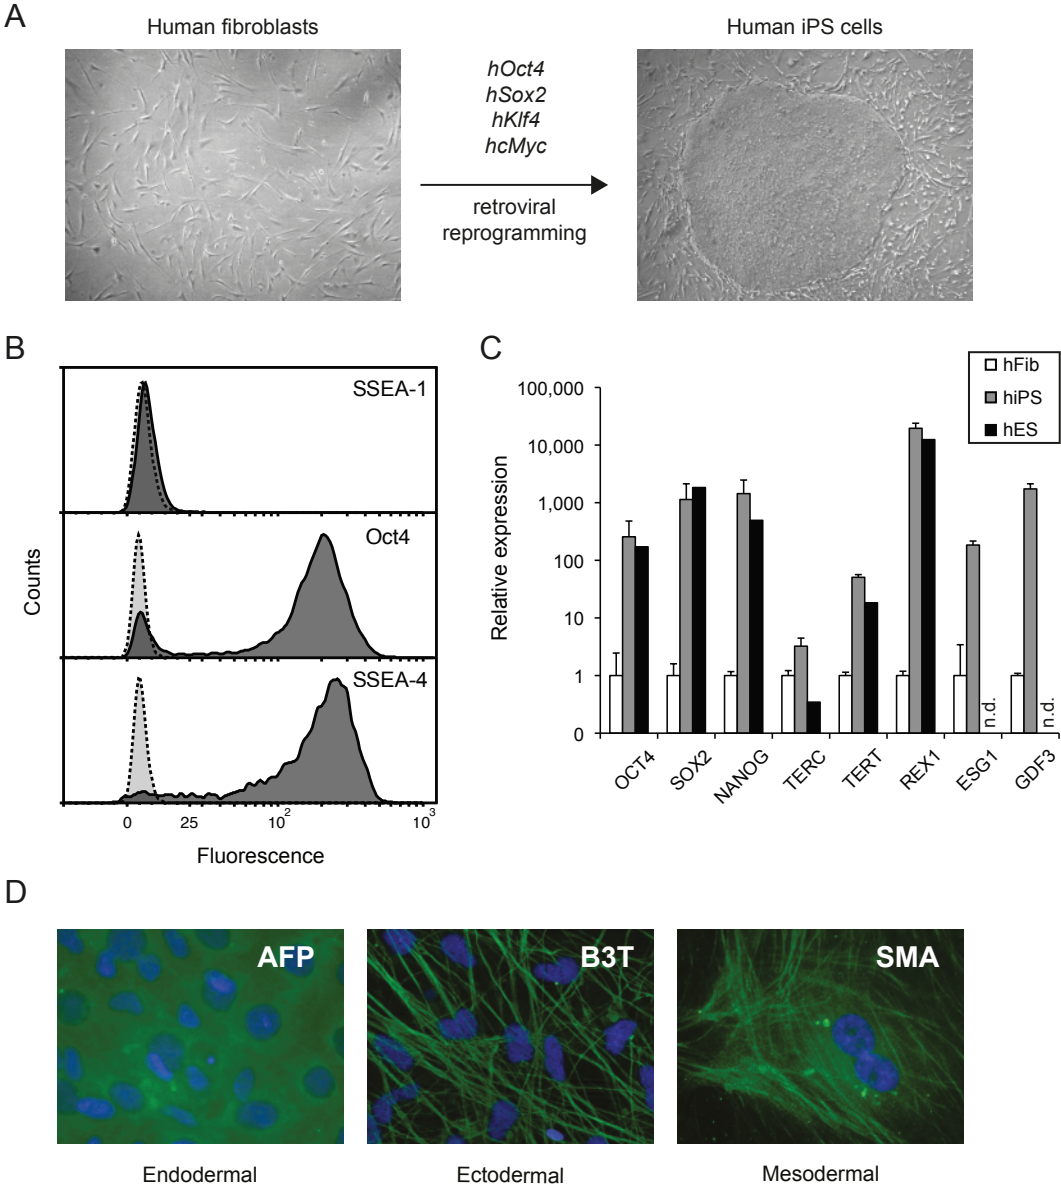 A
Human fibroblasts
Human iPS cells
hOct4
hSox2
hKlf4
hcMyc
retroviral
reprogramming
B
SSEA-1
Oct4
SSEA-4
Counts
0 25 10² 10³
Fluorescence
C
hFib
hiPS
hES
100,000
10,000
1,000
100
10
1
0
Relative expression
n.d.
n.d.
OCT4 SOX2 NANOG TERC TERT REX1 ESG1 GDF3
D
AFP
B3T
SMA
Endodermal
Ectodermal
Mesodermal